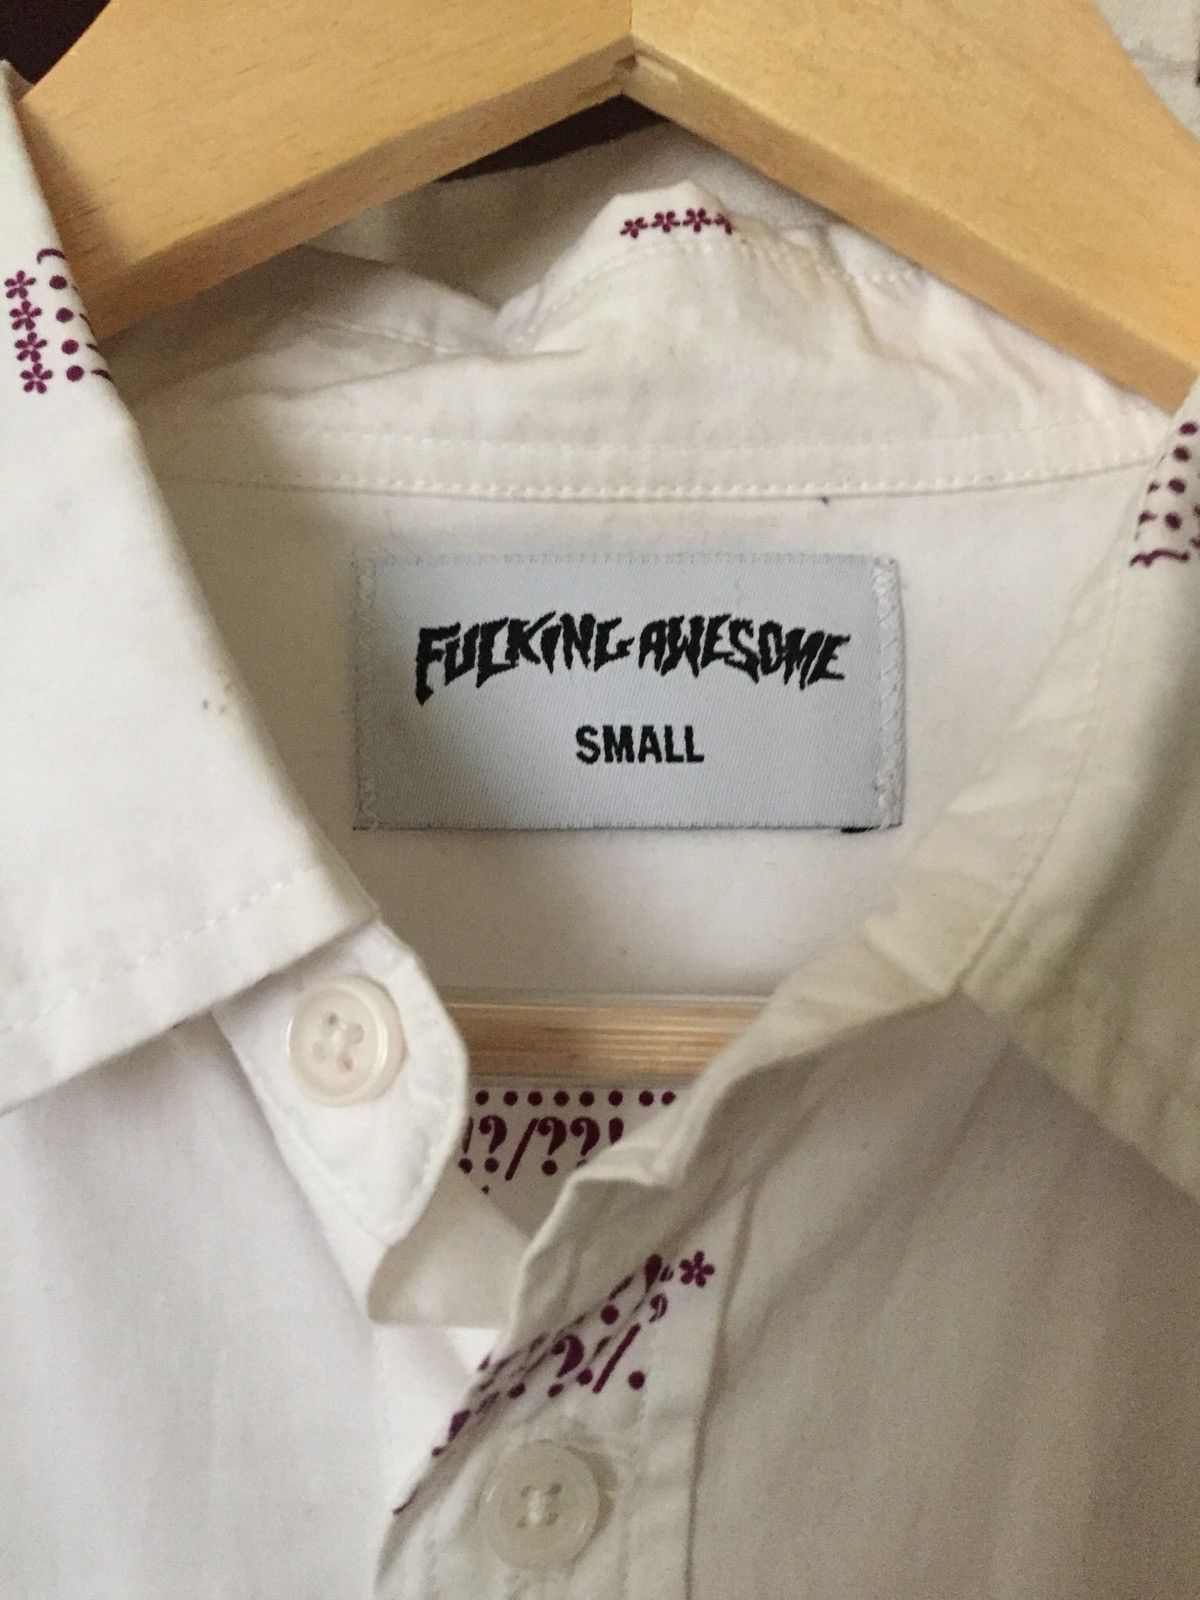 ****
FUCKING AWESOME
SMALL
!?/??!
*
?!/.